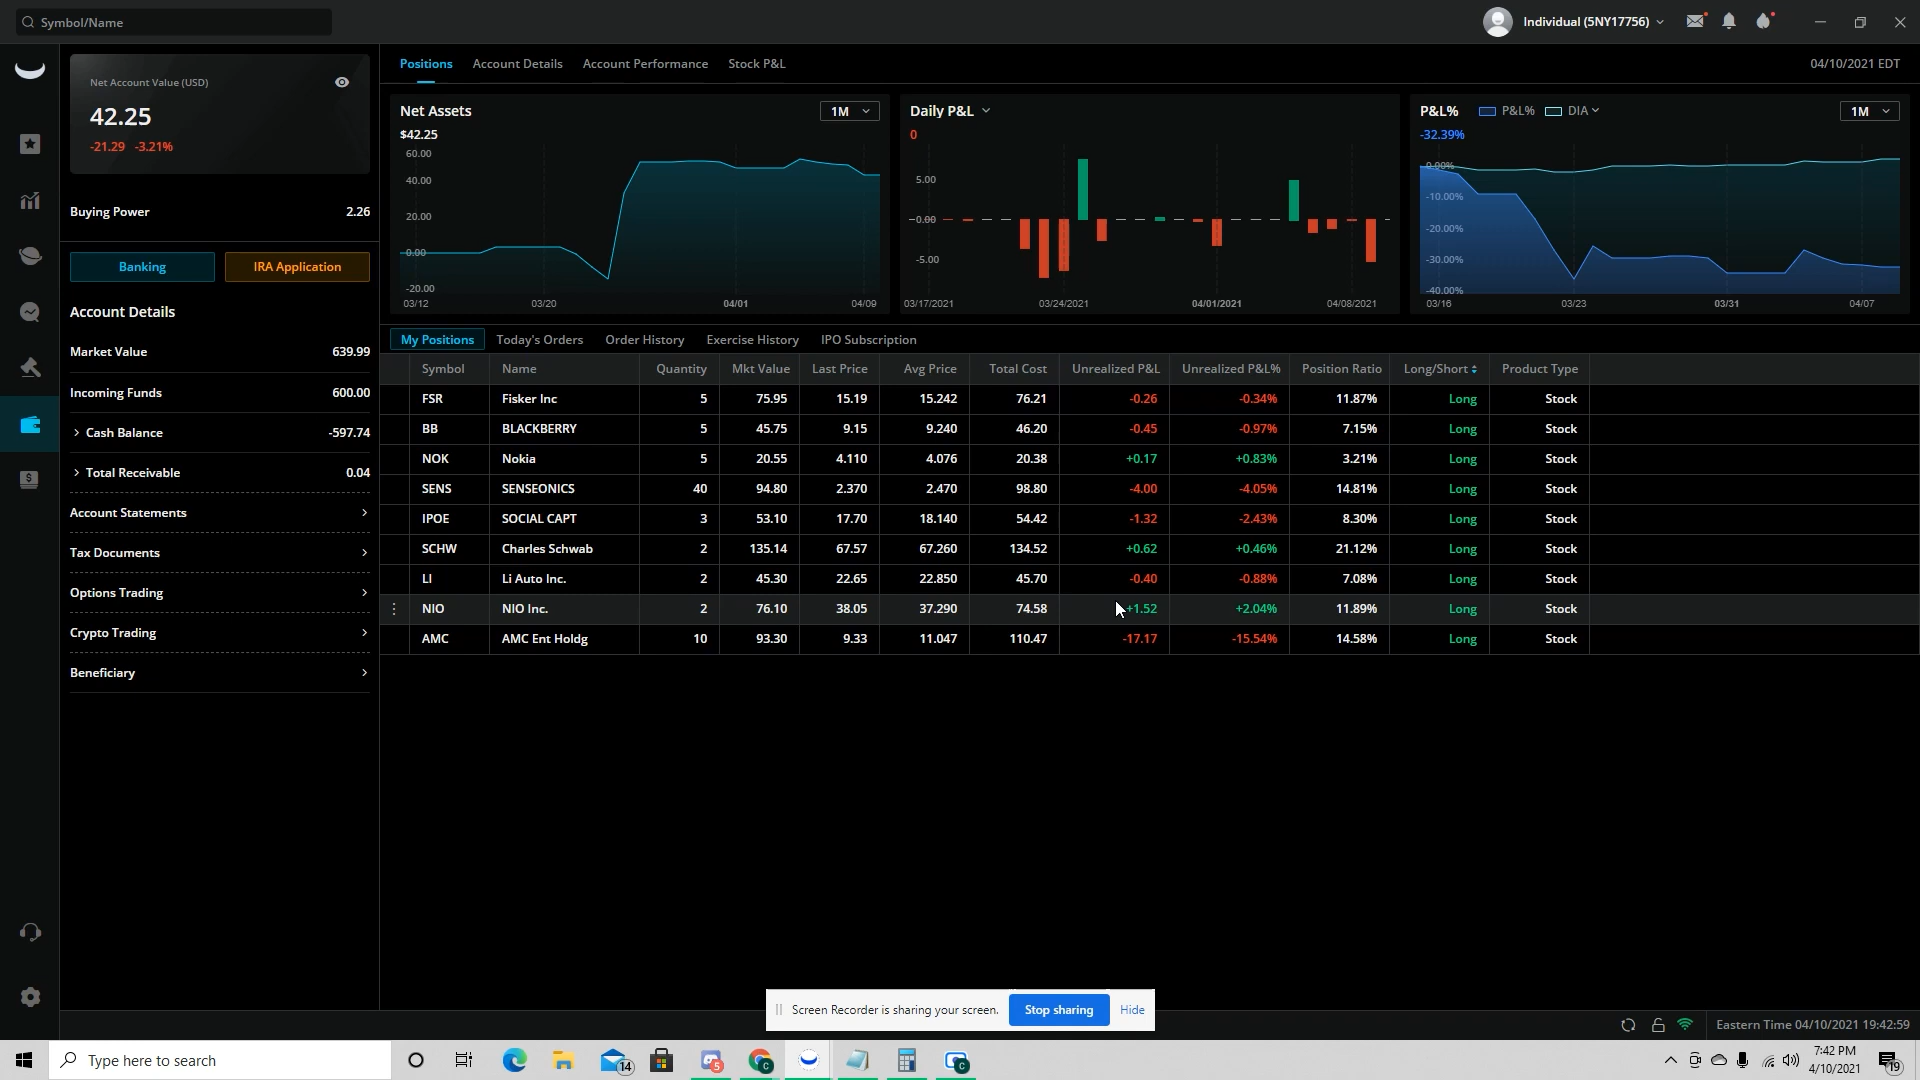 Symbol/Name
Individual (5NY17756)
Net Account Value (USD)
42.25
-21.29 -3.21%
Buying Power 2.26
Banking IRA Application
Account Details
Market Value 639.99
Incoming Funds 600.00
Cash Balance -597.74
Total Receivable 0.04
Account Statements
Tax Documents
Options Trading
Crypto Trading
Beneficiary
Positions Account Details Account Performance Stock P&L 04/10/2021 EDT
Net Assets 1M
$42.25
60.00
40.00
20.00
0.00
-20.00
03/12 03/20 04/01 04/09
Daily P&L
0
5.00
0.00
-5.00
03/17/2021 03/24/2021 04/01/2021 04/08/2021
P&L% P&L% DIA 1M
-32.39%
0.00%
-10.00%
-20.00%
-30.00%
-40.00%
03/16 03/23 03/31 04/07
My Positions Today's Orders Order History Exercise History IPO Subscription
Symbol Name Quantity Mkt Value Last Price Avg Price Total Cost Unrealized P&L Unrealized P&L% Position Ratio Long/Short Product Type
FSR Fisker Inc 5 75.95 15.19 15.242 76.21 -0.26 -0.34% 11.87% Long Stock
BB BLACKBERRY 5 45.75 9.15 9.240 46.20 -0.45 -0.97% 7.15% Long Stock
NOK Nokia 5 20.55 4.110 4.076 20.38 +0.17 +0.83% 3.21% Long Stock
SENS SENSEONICS 40 94.80 2.370 2.470 98.80 -4.00 -4.05% 14.81% Long Stock
IPOE SOCIAL CAPT 3 53.10 17.70 18.140 54.42 -1.32 -2.43% 8.30% Long Stock
SCHW Charles Schwab 2 135.14 67.57 67.260 134.52 +0.62 +0.46% 21.12% Long Stock
LI Li Auto Inc. 2 45.30 22.65 22.850 45.70 -0.40 -0.88% 7.08% Long Stock
NIO NIO Inc. 2 76.10 38.05 37.290 74.58 +1.52 +2.04% 11.89% Long Stock
AMC AMC Ent Holdg 10 93.30 9.33 11.047 110.47 -17.17 -15.54% 14.58% Long Stock
Screen Recorder is sharing your screen. Stop sharing Hide
Eastern Time 04/10/2021 19:42:59
Type here to search
14
5
7:42 PM
4/10/2021
19